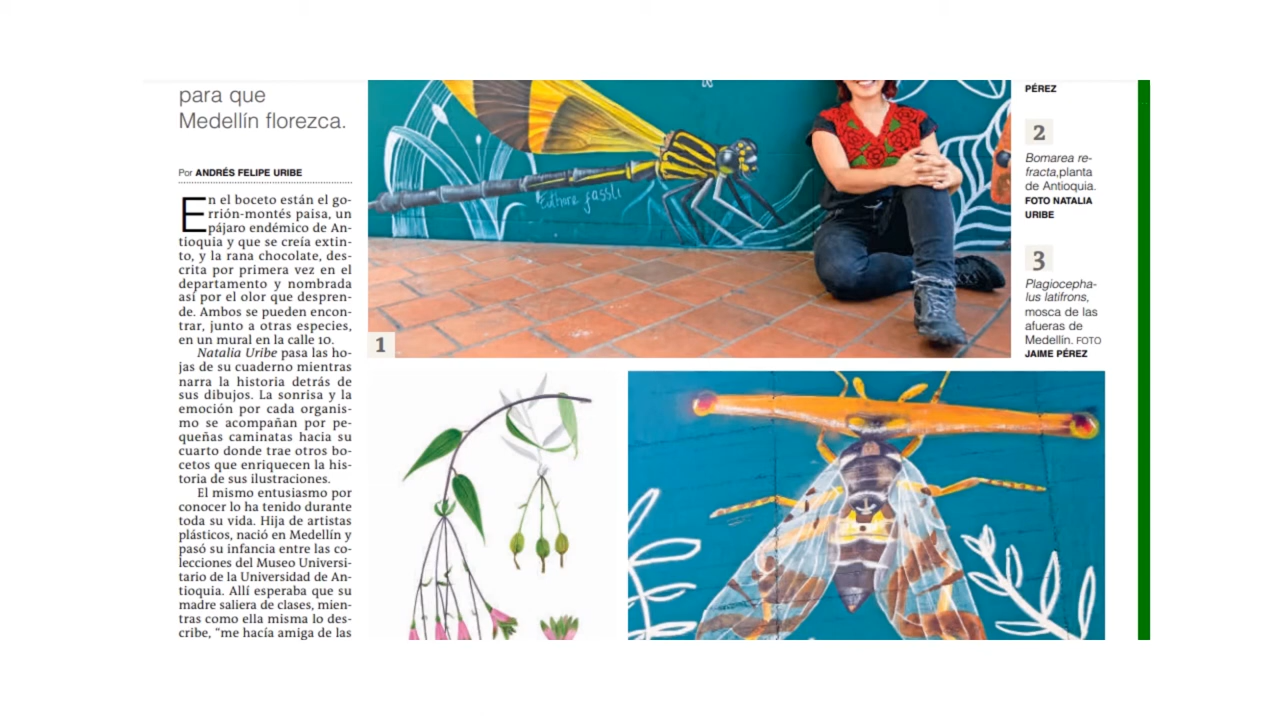 para que
Medellín florezca.
Por ANDRÉS FELIPE URIBE
En el boceto están el go-
rrión-montés paisa, un
pájaro endémico de An-
tioquia y que se creía extin-
to, y la rana chocolate, des-
crita por primera vez en el
departamento y nombrada
así por el olor que despren-
de. Ambos se pueden encon-
trar, junto a otras especies,
en un mural en la calle 10.
Natalia Uribe pasa las ho-
jas de su cuaderno mientras
narra la historia detrás de
sus dibujos. La sonrisa y la
emoción por cada organis-
mo se acompañan por pe-
queñas caminatas hacia su
cuarto donde trae otros bo-
cetos que enriquecen la his-
toria de sus ilustraciones.
El mismo entusiasmo por
conocer lo ha tenido durante
toda su vida. Hija de artistas
plásticos, nació en Medellín y
pasó su infancia entre las co-
lecciones del Museo Universi-
tario de la Universidad de An-
tioquia. Allí esperaba que su
madre saliera de clases, mien-
tras como ella misma lo des-
cribe, “me hacía amiga de las
1
PÉREZ
2
Bomarea re-
fracta,planta
de Antioquia.
FOTO NATALIA
URIBE
3
Plagiocepha-
lus latifrons,
mosca de las
afueras de
Medellín. FOTO
JAIME PÉREZ